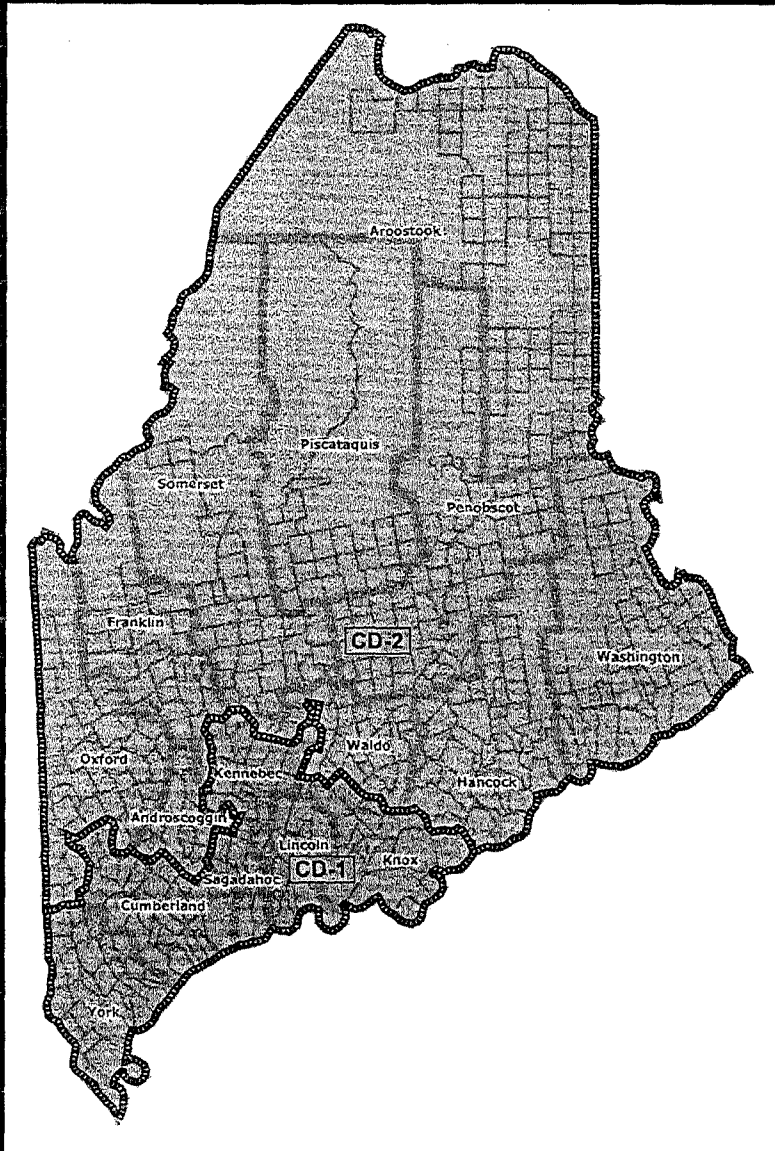 Aroostook
Piscataquis
Somerset
Penobscot
Franklin
CD-2
Washington
Waldo
Oxford
Kennebec
Hancock
Androscoggin
Lincoln
Knox
CD-1
Sagadahoc
Cumberland
York